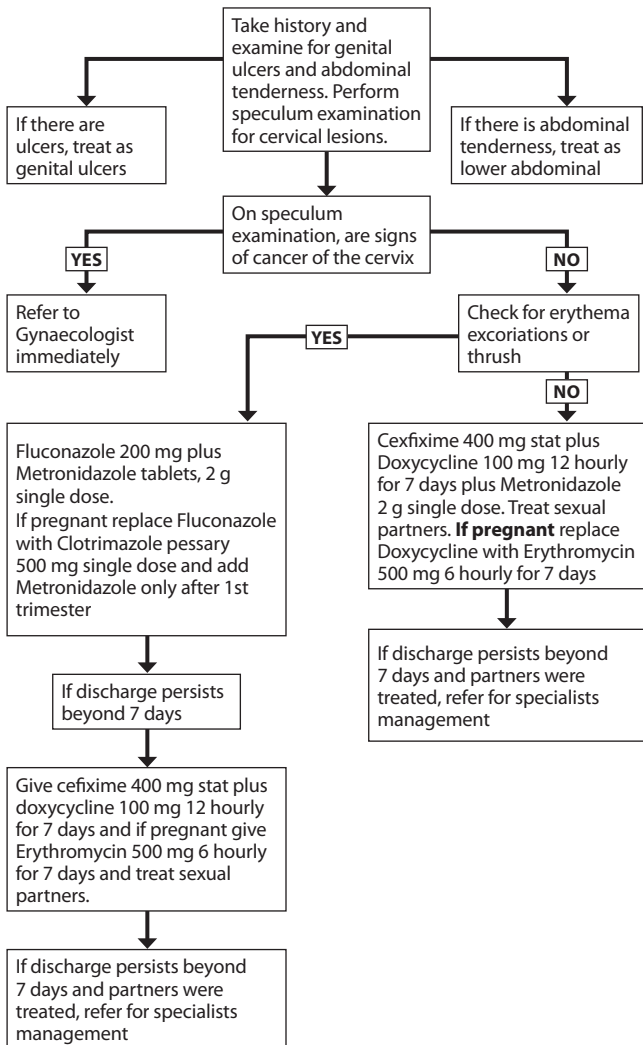 Take history and
examine for genital
ulcers and abdominal
tenderness. Perform
speculum examination
for cervical lesions.
If there are
ulcers, treat as
genital ulcers
If there is abdominal
tenderness, treat as
lower abdominal
On speculum
examination, are signs
of cancer of the cervix
YES
NO
Refer to
Gynaecologist
immediately
Check for erythema
excoriations or
thrush
YES
NO
Fluconazole 200 mg plus
Metronidazole tablets, 2 g
single dose.
If pregnant replace Fluconazole
with Clotrimazole pessary
500 mg single dose and add
Metronidazole only after 1st
trimester
Cexfixime 400 mg stat plus
Doxycycline 100 mg 12 hourly
for 7 days plus Metronidazole
2 g single dose. Treat sexual
partners. If pregnant replace
Doxycycline with Erythromycin
500 mg 6 hourly for 7 days
If discharge persists
beyond 7 days
If discharge persists beyond
7 days and partners were
treated, refer for specialists
management
Give cefixime 400 mg stat plus
doxycycline 100 mg 12 hourly
for 7 days and if pregnant give
Erythromycin 500 mg 6 hourly
for 7 days and treat sexual
partners.
If discharge persists beyond
7 days and partners were
treated, refer for specialists
management